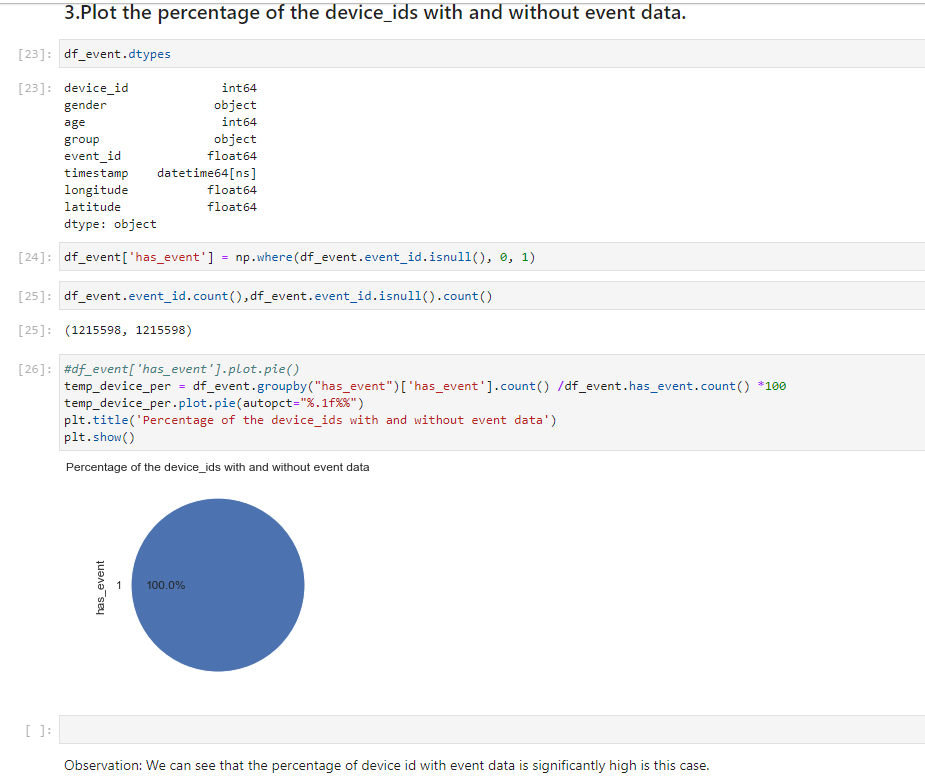 3.Plot the percentage of the device_ids with and without event data.
[23]: df_event.dtypes
[23]: device_id int64
gender object
age int64
group object
event_id float64
timestamp datetime64[ns]
longitude float64
latitude float64
dtype: object
[24]: df_event['has_event'] = np.where(df_event.event_id.isnull(), 0, 1)
[25]: df_event.event_id.count(),df_event.event_id.isnull().count()
[25]: (1215598, 1215598)
[26]: #df_event['has_event'].plot.pie()
temp_device_per = df_event.groupby("has_event")['has_event'].count() /df_event.has_event.count() *100
temp_device_per.plot.pie(autopct="%.1f%%")
plt.title('Percentage of the device_ids with and without event data')
plt.show()
Percentage of the device_ids with and without event data
has_event
1
100.0%
[ ]:
Observation: We can see that the percentage of device id with event data is significantly high is this case.